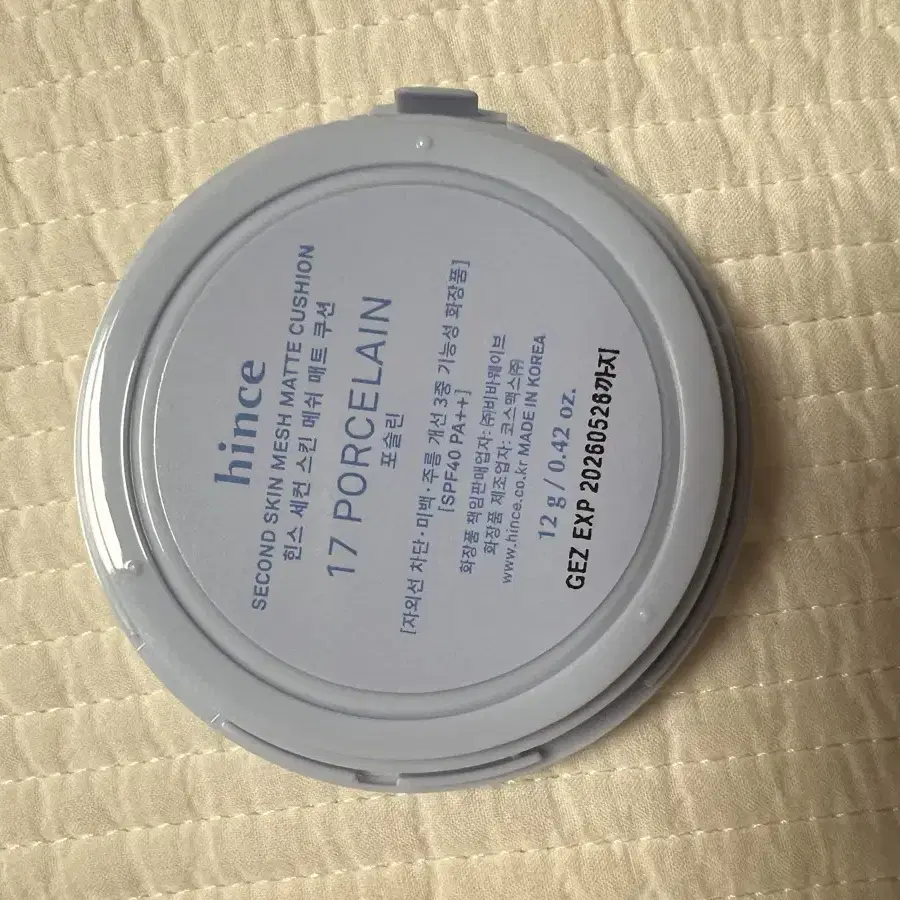 hince
SECOND SKIN MESH MATTE CUSHION
힌스 세컨 스킨 메쉬 매트 쿠션
17 PORCELAIN
포슬린
[자외선 차단·미백·주름 개선 3중 기능성 화장품]
[SPF40 PA++]
화장품 책임판매업자: (주)비바웨이브
화장품 제조업자: 코스맥스(주)
www.hince.co.kr MADE IN KOREA
12 g / 0.42 oz.
GEZ EXP 20260528까지